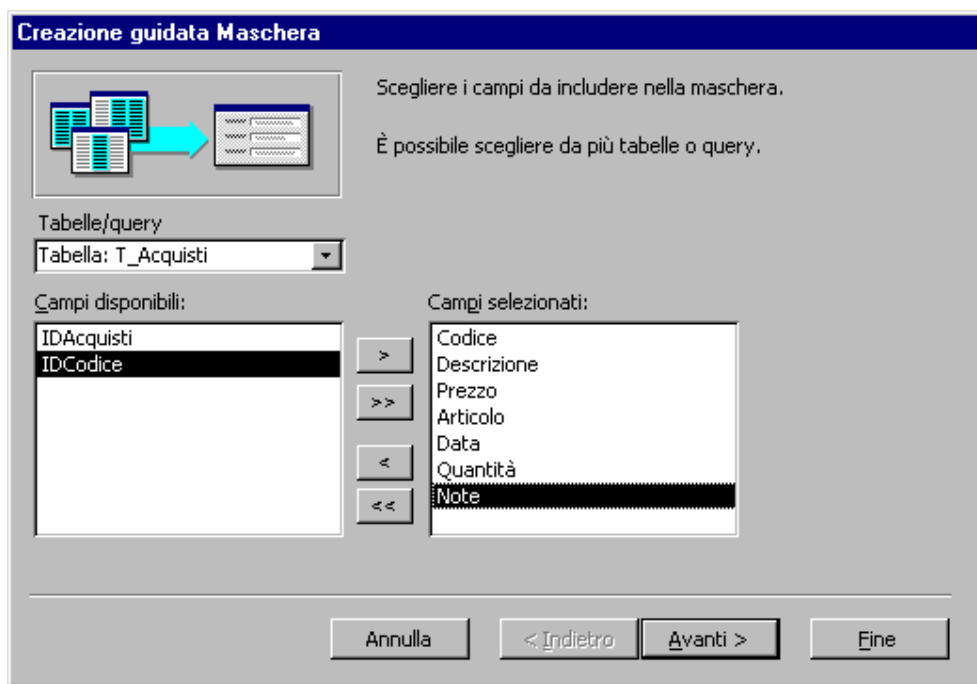 Creazione guidata Maschera
Scegliere i campi da includere nella maschera.
È possibile scegliere da più tabelle o query.
Tabelle/query
Tabella: T_Acquisti
Campi disponibili:
IDAcquisti
IDCodice
>
>>
<
<<
Campi selezionati:
Codice
Descrizione
Prezzo
Articolo
Data
Quantità
Note
Annulla
< Indietro
Avanti >
Fine